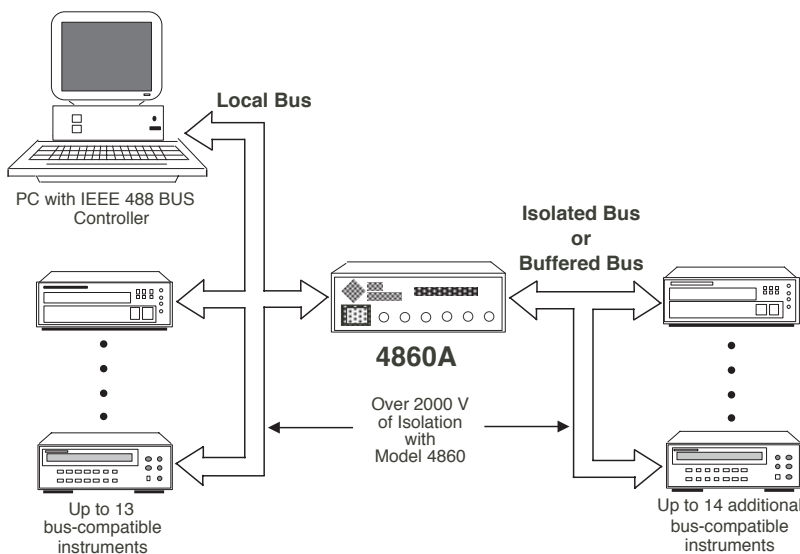 Local Bus
PC with IEEE 488 BUS
Controller
Isolated Bus
or
Buffered Bus
4860A
Over 2000 V
of Isolation
with
Model 4860
Up to 13
bus-compatible
instruments
Up to 14 additional
bus-compatible
instruments